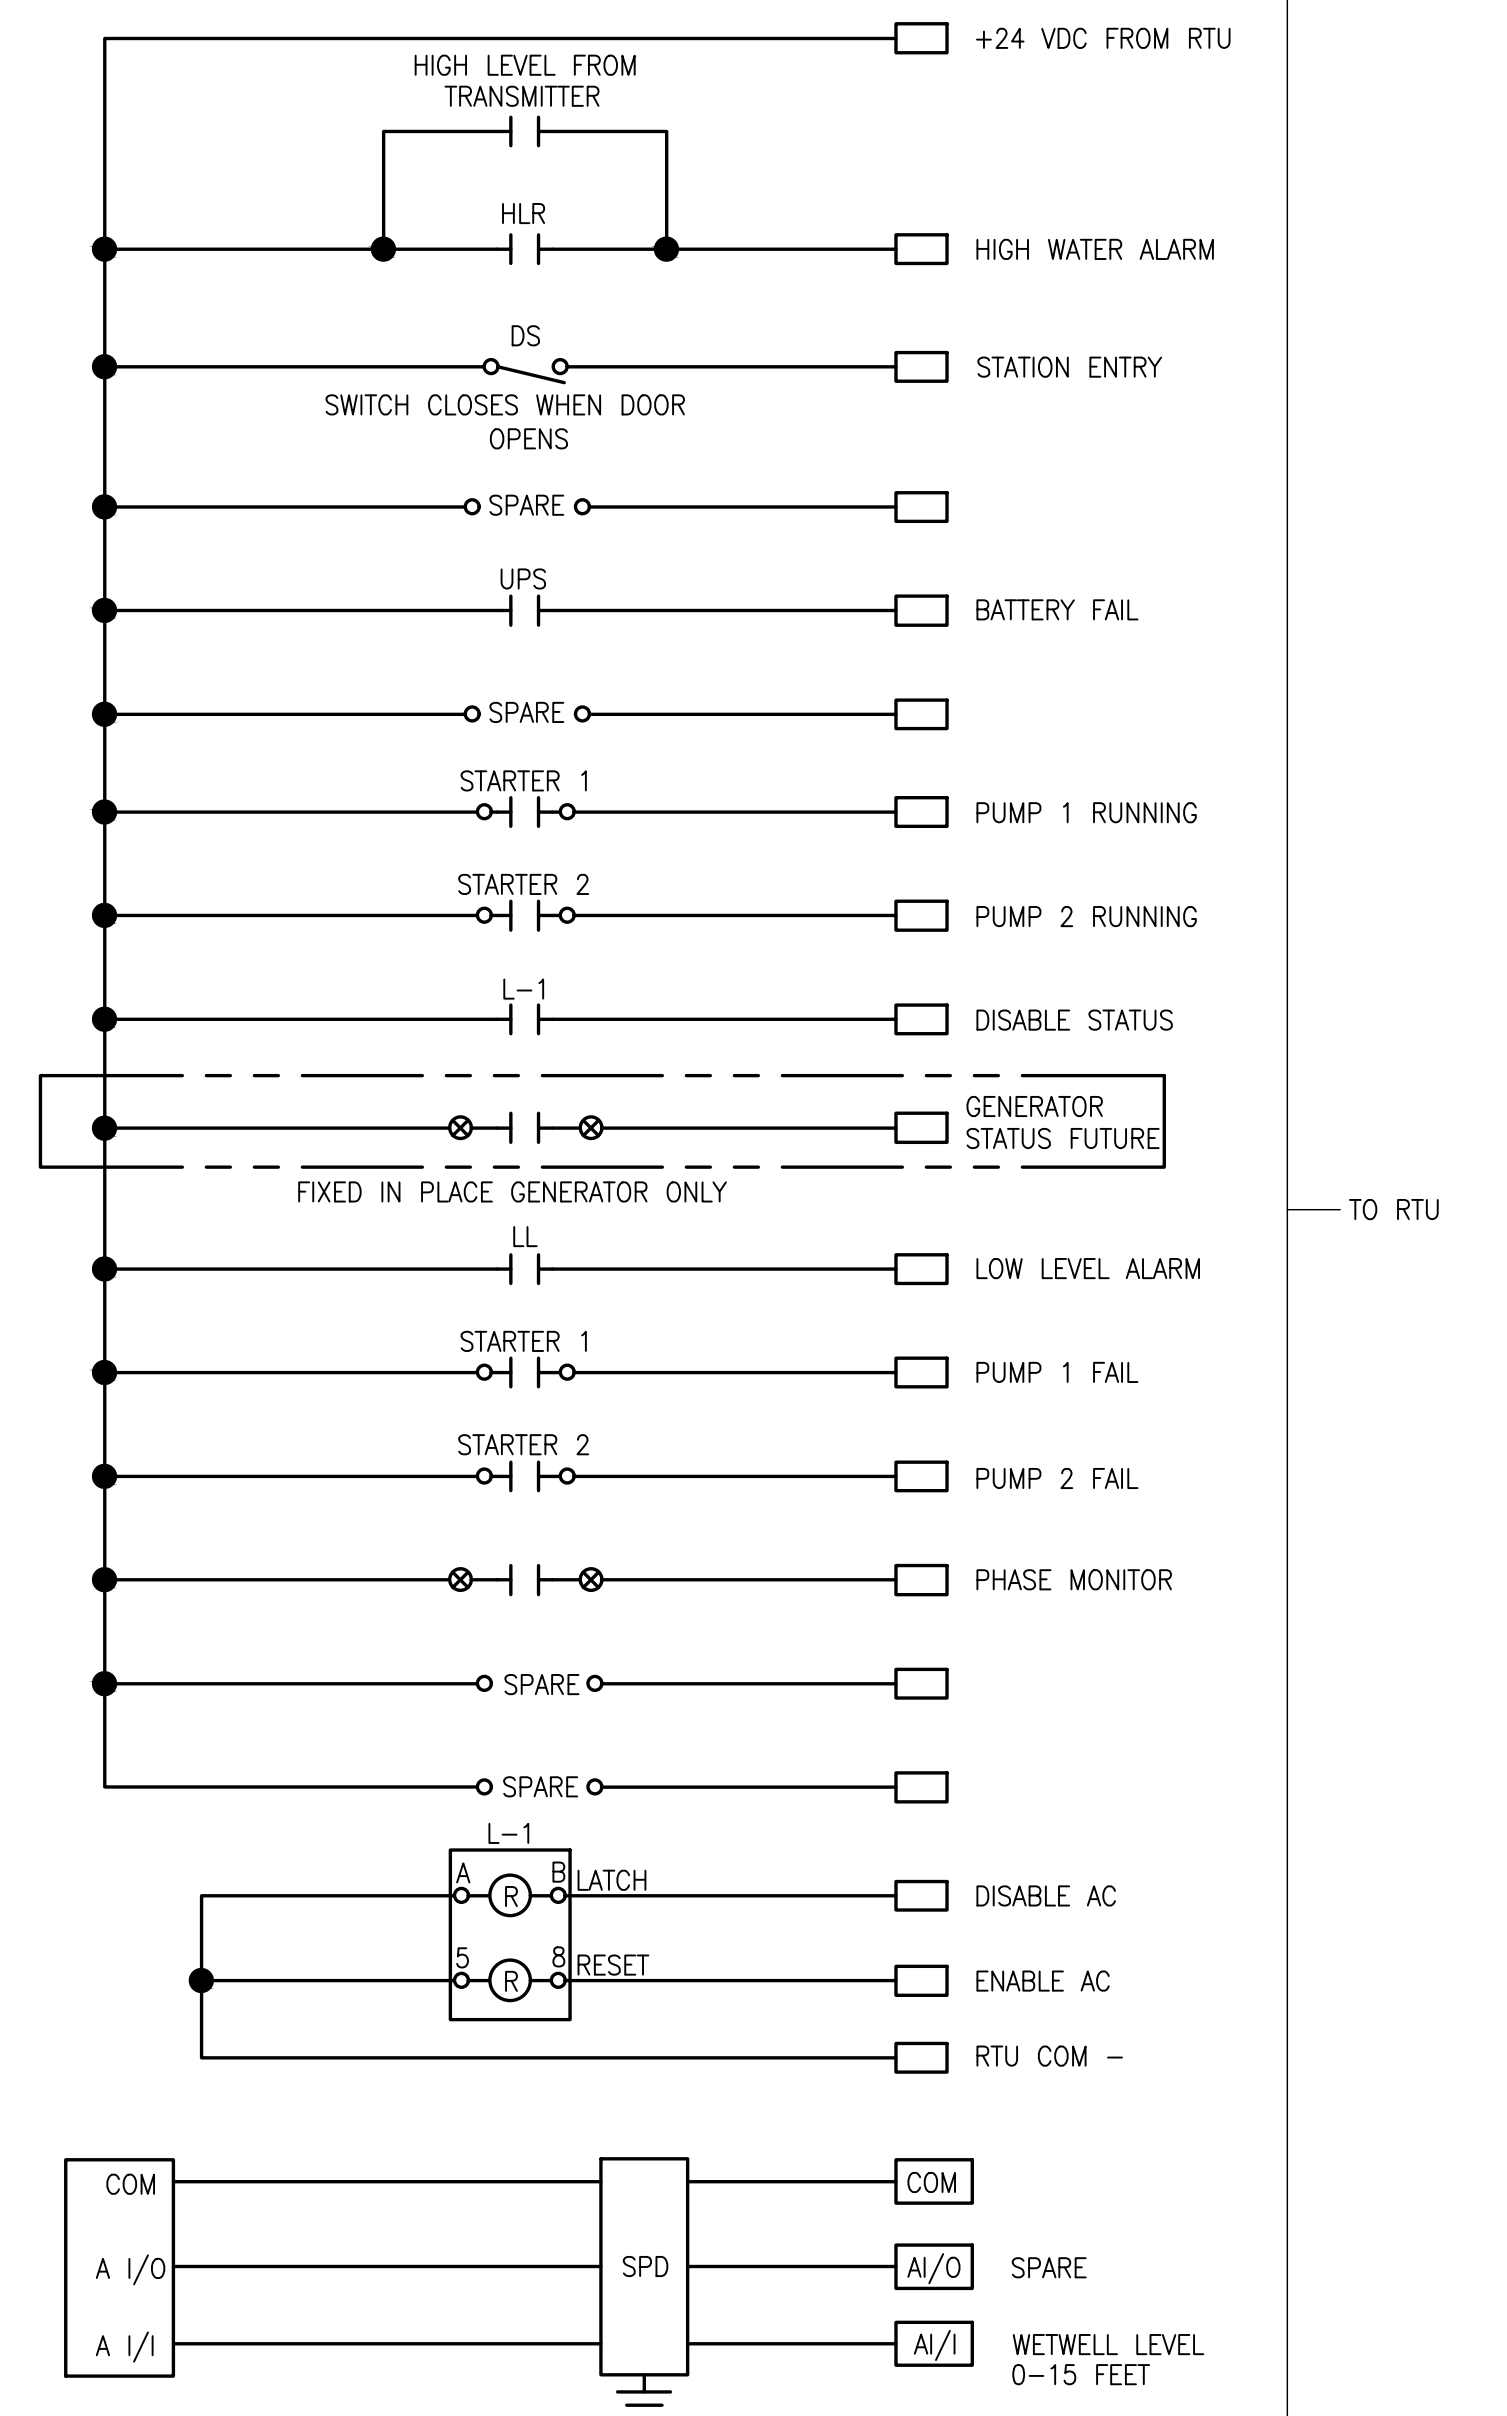 +24 VDC FROM RTU
HIGH LEVEL FROM
TRANSMITTER
HLR
HIGH WATER ALARM
DS
STATION ENTRY
SWITCH CLOSES WHEN DOOR
OPENS
SPARE
UPS
BATTERY FAIL
SPARE
STARTER 1
PUMP 1 RUNNING
STARTER 2
PUMP 2 RUNNING
L-1
DISABLE STATUS
GENERATOR
STATUS FUTURE
FIXED IN PLACE GENERATOR ONLY
TO RTU
LL
LOW LEVEL ALARM
STARTER 1
PUMP 1 FAIL
STARTER 2
PUMP 2 FAIL
PHASE MONITOR
SPARE
SPARE
L-1
A R B LATCH
DISABLE AC
5 R 8 RESET
ENABLE AC
RTU COM -
COM
COM
A I/O
SPD
AI/O
SPARE
A I/I
AI/I
WETWELL LEVEL
0-15 FEET